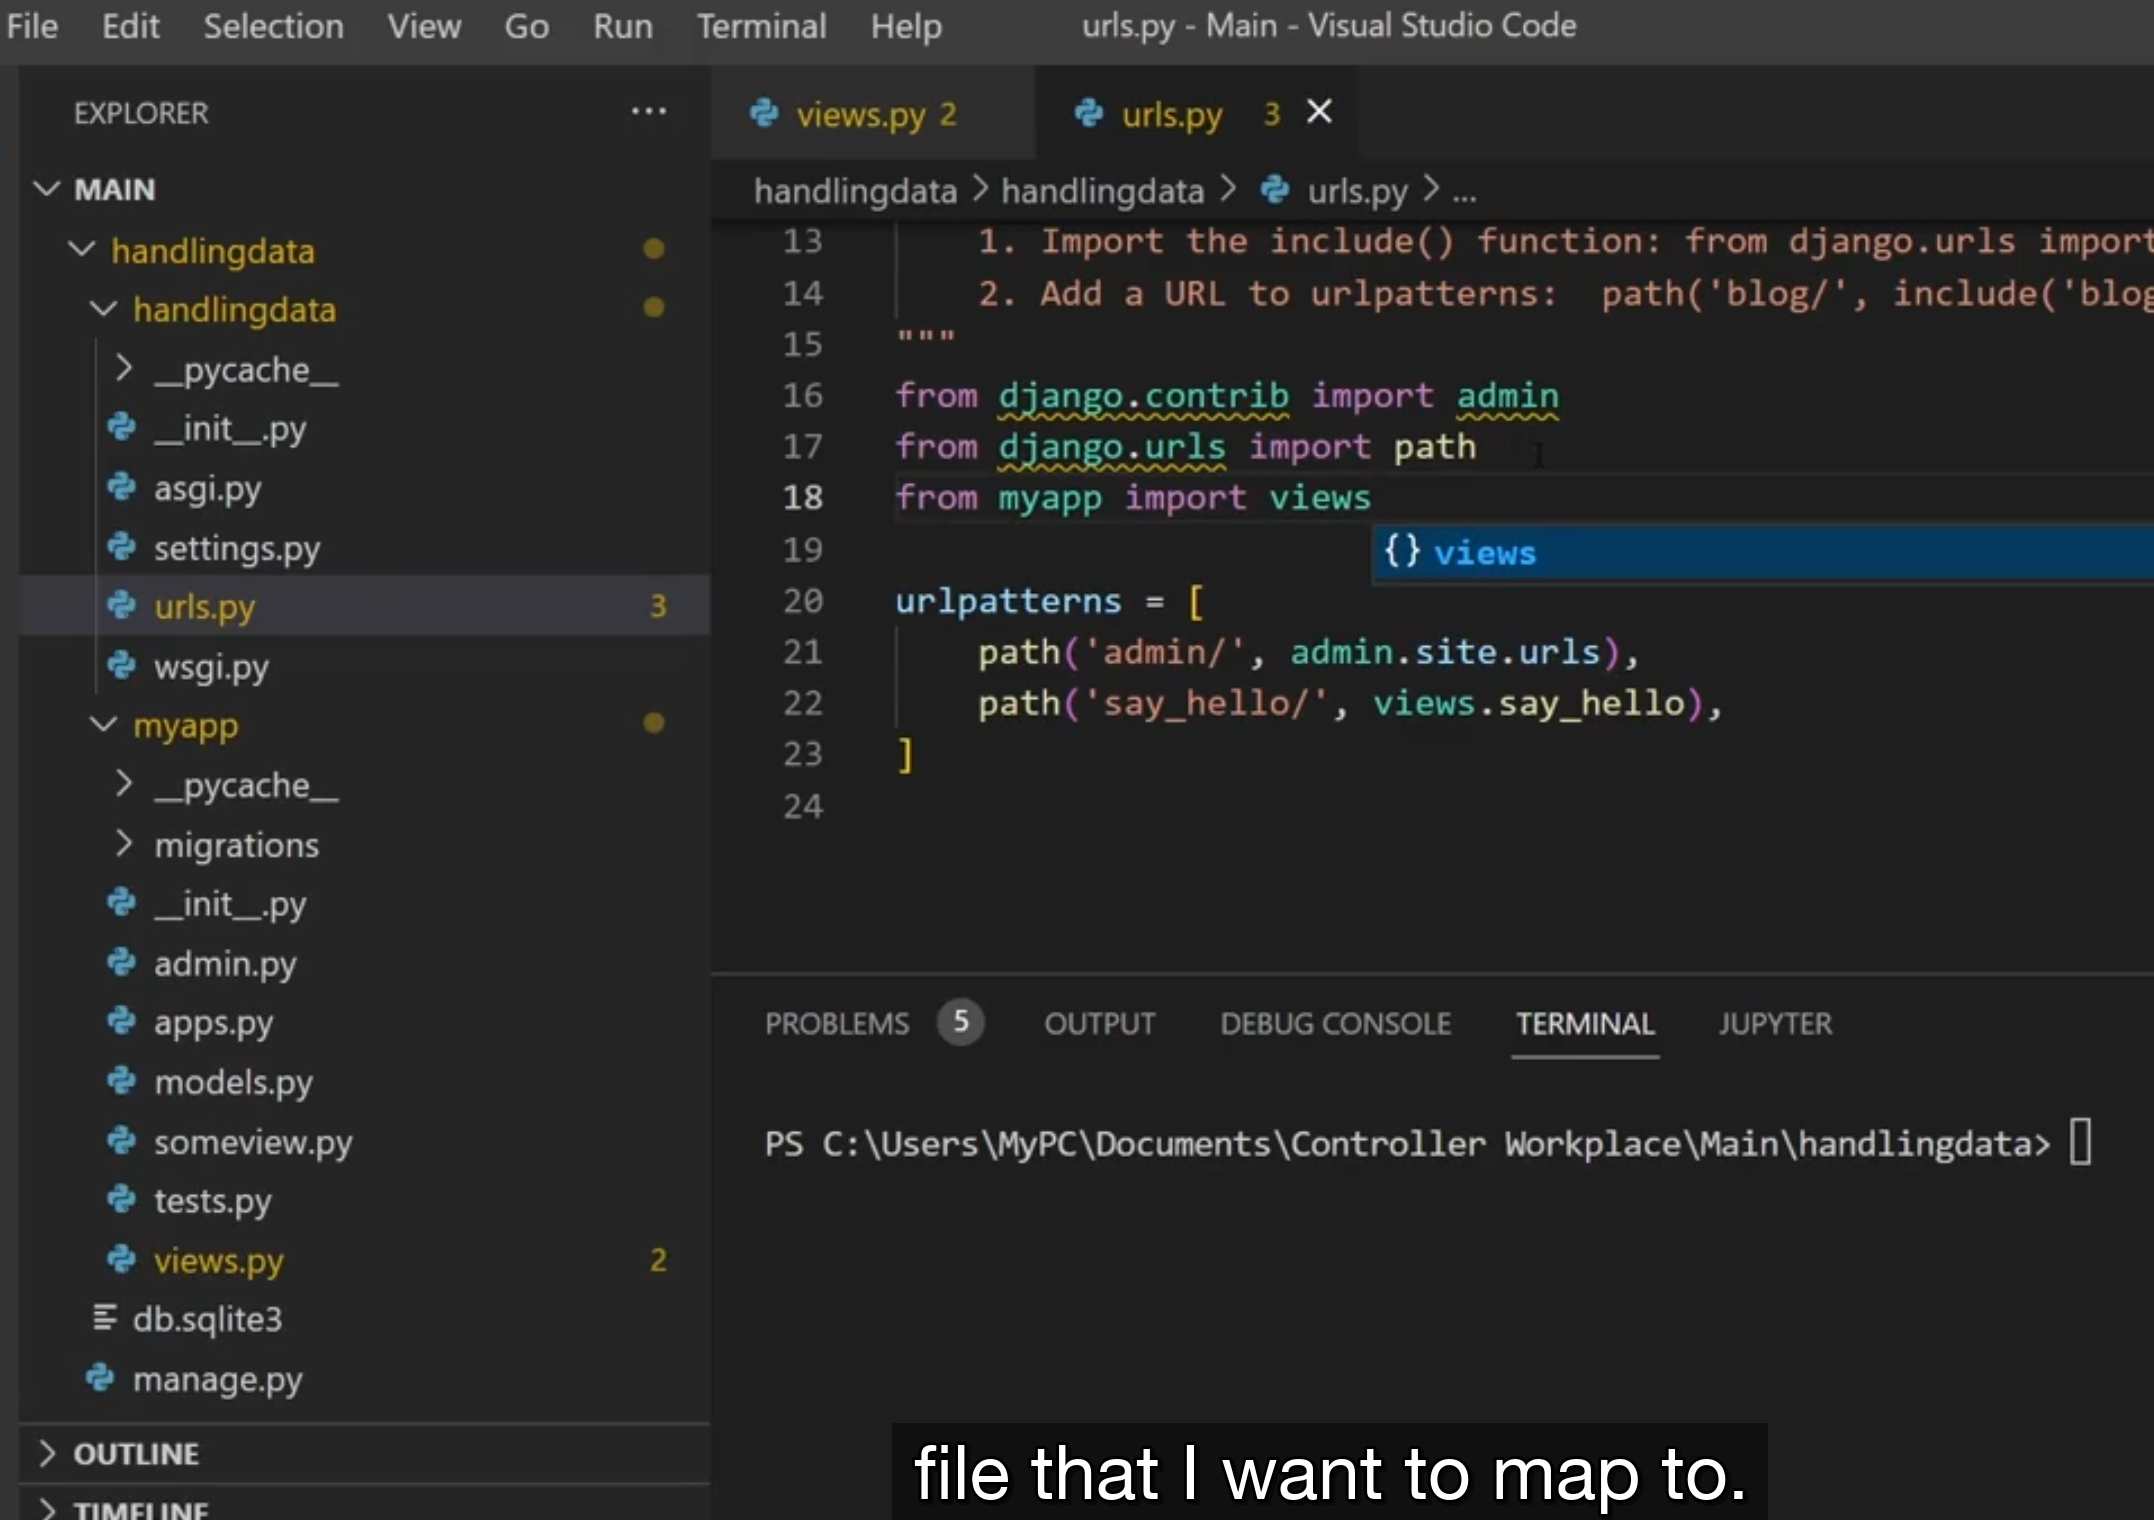 File Edit Selection View Go Run Terminal Help urls.py - Main - Visual Studio Code
EXPLORER ...
MAIN
handlingdata
handlingdata
__pycache__
__init__.py
asgi.py
settings.py
urls.py 3
wsgi.py
myapp
__pycache__
migrations
__init__.py
admin.py
apps.py
models.py
someview.py
tests.py
views.py 2
db.sqlite3
manage.py
OUTLINE
TIMELINE
views.py 2 urls.py 3
handlingdata > handlingdata > urls.py > ...
13 1. Import the include() function: from django.urls import
14 2. Add a URL to urlpatterns: path('blog/', include('blog
15 """
16 from django.contrib import admin
17 from django.urls import path
18 from myapp import views
19
{} views
20 urlpatterns = [
21 path('admin/', admin.site.urls),
22 path('say_hello/', views.say_hello),
23 ]
24
PROBLEMS 5 OUTPUT DEBUG CONSOLE TERMINAL JUPYTER
PS C:\Users\MyPC\Documents\Controller Workplace\Main\handlingdata>
file that I want to map to.